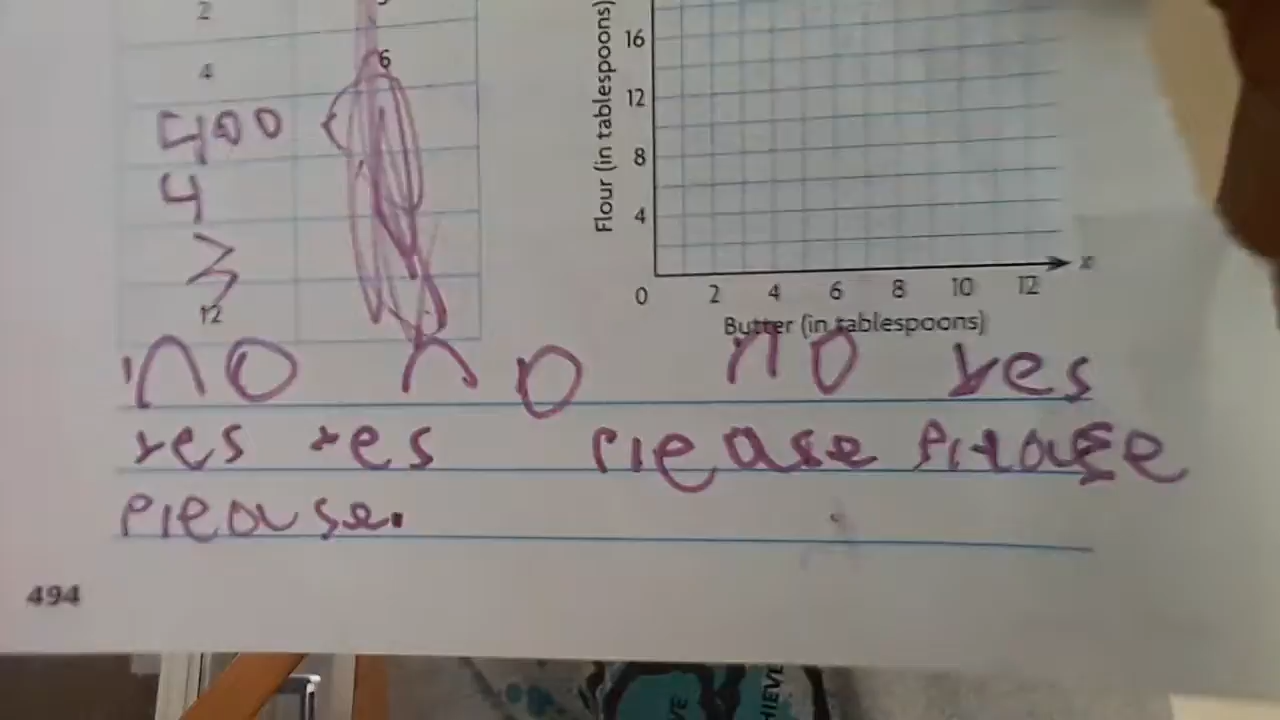 2
4
6
400
4
3
12
Flour (in tablespoons)
16
12
8
4
0 2 4 6 8 10 12 x
Butter (in tablespoons)
no no no yes
yes yes please please
please.
494